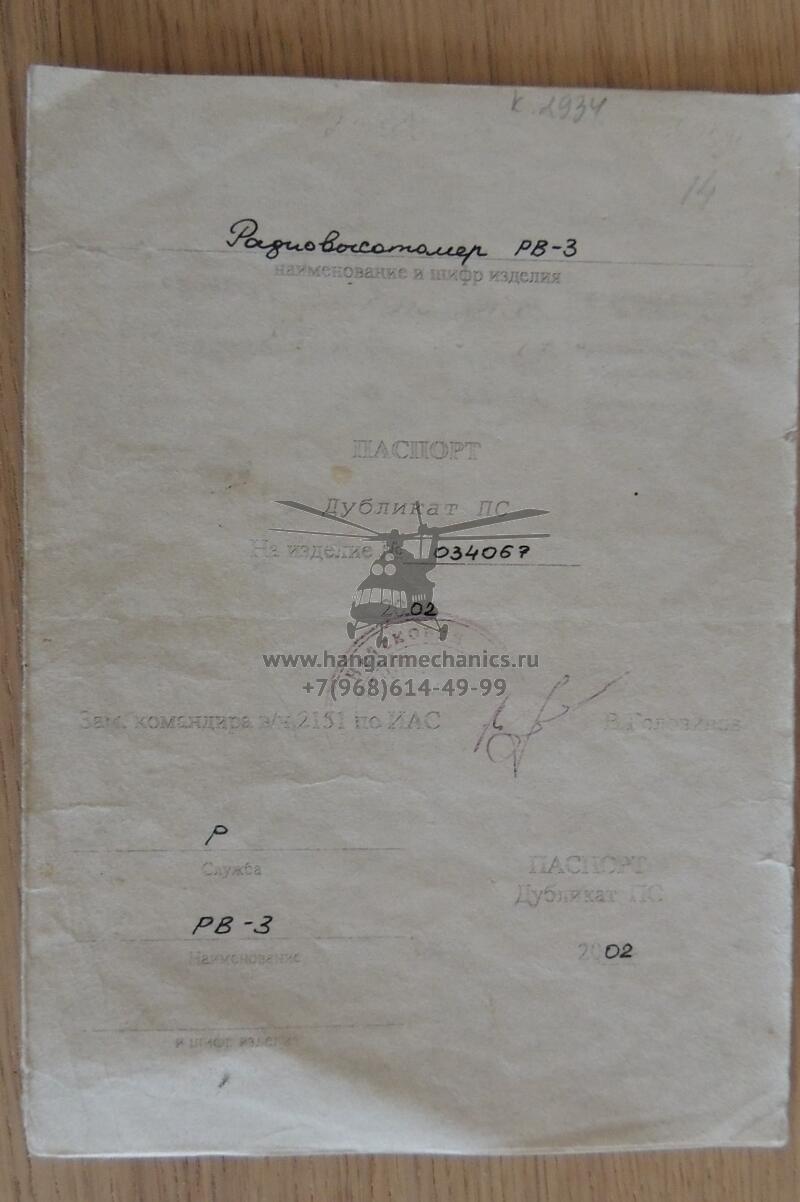 к. 2934
14
Радиовысотомер РВ-3
наименование и шифр изделия
ПАСПОРТ
Дубликат ПС
На изделие № 034067
2002
www.hangarmechanics.ru
+7(968)614-49-99
Зам. командира в/ч 2151 по ИАС
Р
Служба
ПАСПОРТ
Дубликат ПС
РВ-3
Наименование
2002
и шифр изделия